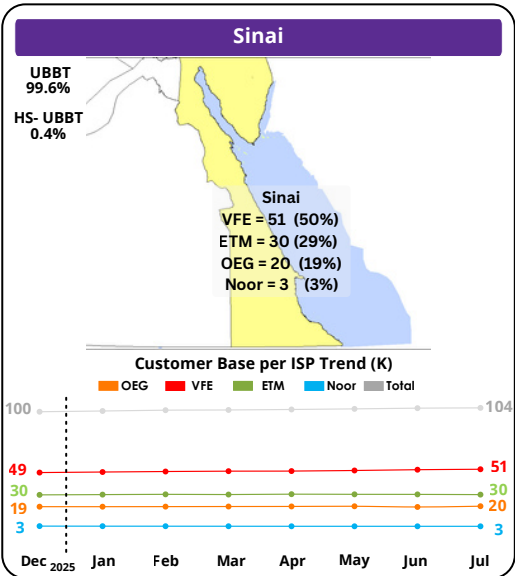 Sinai
UBBT
99.6%
HS- UBBT
0.4%
Sinai
VFE = 51 (50%)
ETM = 30 (29%)
OEG = 20 (19%)
Noor = 3 (3%)
Customer Base per ISP Trend (K)
OEG VFE ETM Noor Total
100 104
49 51
30 30
19 20
3 3
Dec 2025 Jan Feb Mar Apr May Jun Jul